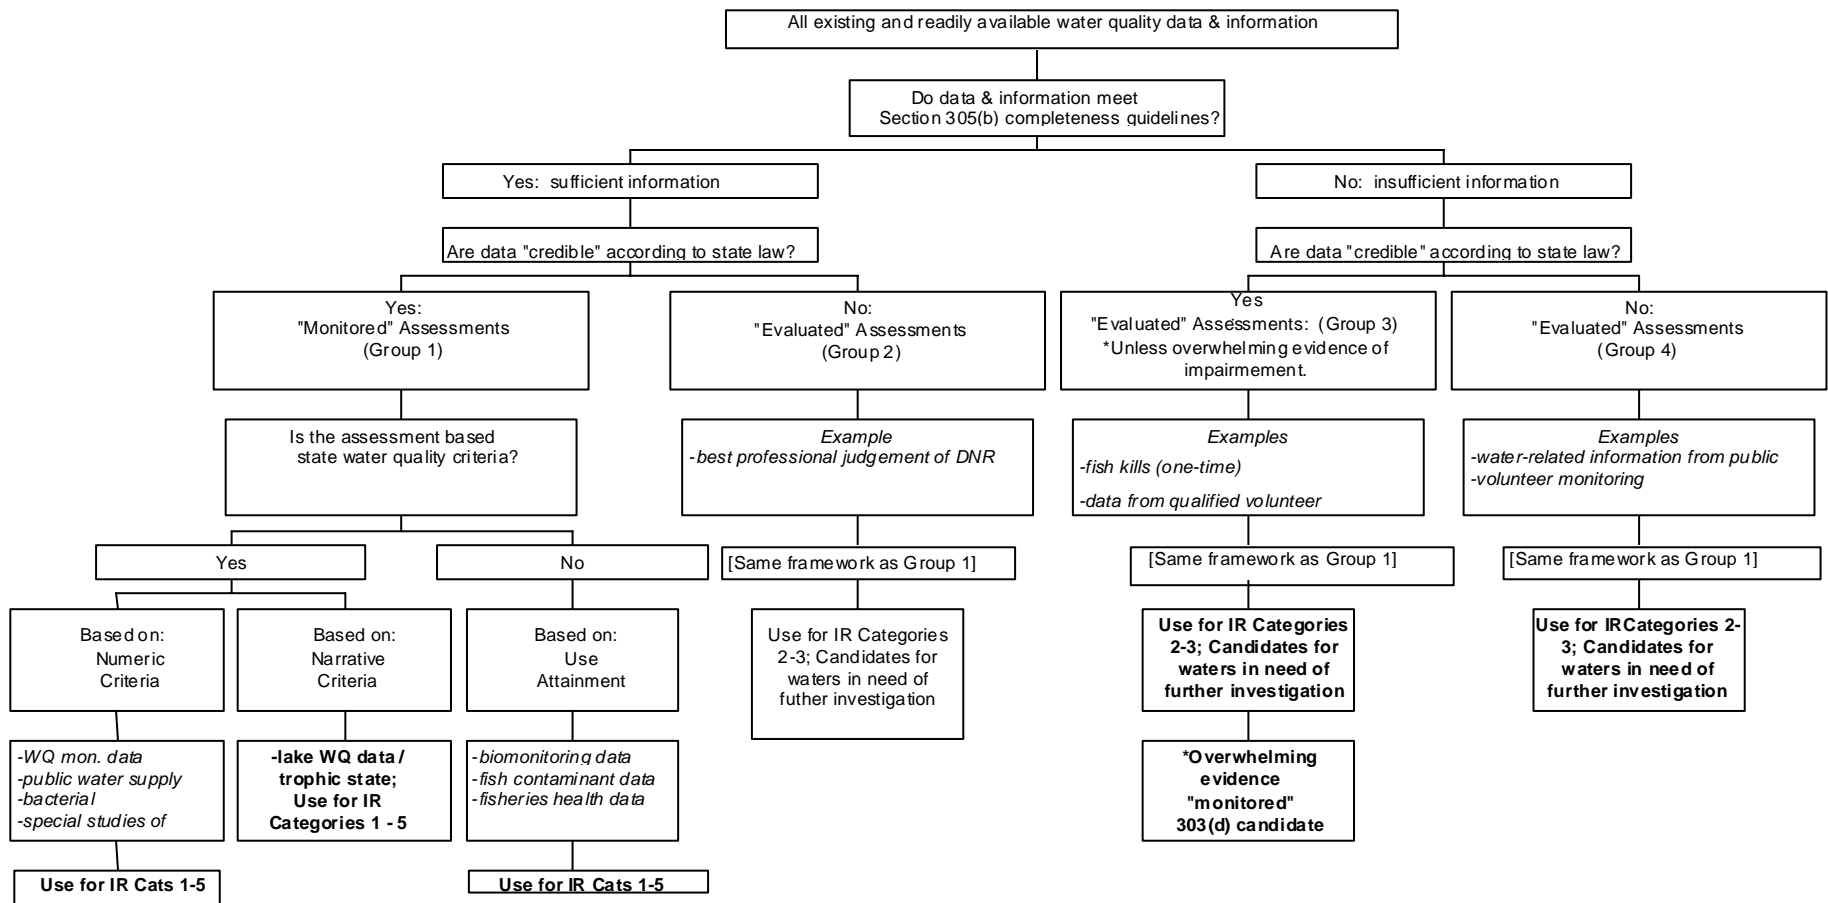 All existing and readily available water quality data & information
Do data & information meet
Section 305(b) completeness guidelines?
Yes: sufficient information
No: insufficient information
Are data "credible" according to state law?
Are data "credible" according to state law?
Yes:
"Monitored" Assessments
(Group 1)
No:
"Evaluated" Assessments
(Group 2)
Yes
"Evaluated" Assessments: (Group 3)
*Unless overwhelming evidence of
impairmement.
No:
"Evaluated" Assessments
(Group 4)
Is the assessment based
state water quality criteria?
Example
-best professional judgement of DNR
Examples
-fish kills (one-time)
-data from qualified volunteer
Examples
-water-related information from public
-volunteer monitoring
Yes
No
[Same framework as Group 1]
[Same framework as Group 1]
[Same framework as Group 1]
Based on:
Numeric
Criteria
Based on:
Narrative
Criteria
Based on:
Use
Attainment
Use for IR Categories
2-3; Candidates for
waters in need of
futher investigation
Use for IR Categories
2-3; Candidates for
waters in need of
further investigation
Use for IR Categories 2-
3; Candidates for
waters in need of
further investigation
-WQ mon. data
-public water supply
-bacterial
-special studies of
-lake WQ data /
trophic state;
Use for IR
Categories 1 - 5
-biomonitoring data
-fish contaminant data
-fisheries health data
*Overwhelming
evidence
"monitored"
303(d) candidate
Use for IR Cats 1-5
Use for IR Cats 1-5